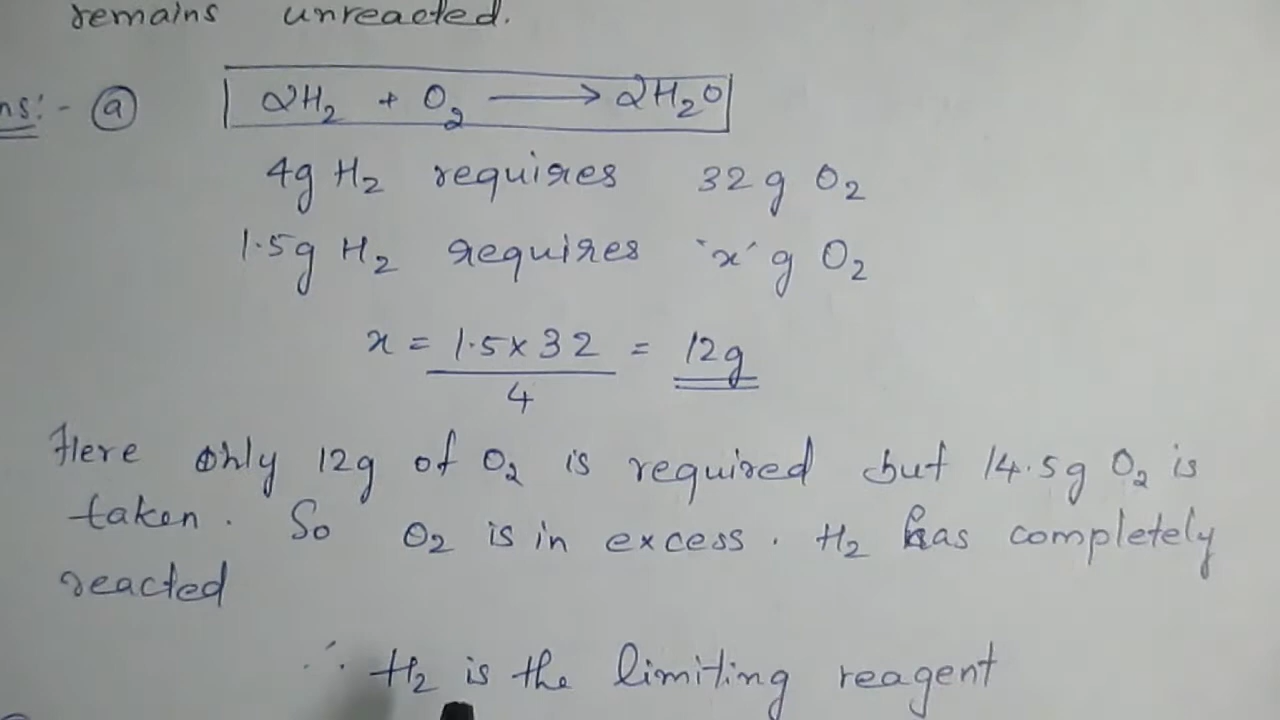 remains unreacted.
ns:- (a) 2H₂ + O₂ ⟶ 2H₂O
4g H₂ requires 32g O₂
1.5g H₂ requires 'x' g O₂
x = 1.5 x 32 / 4 = 12g
Here only 12g of O₂ is required but 14.5g O₂ is
taken. So O₂ is in excess. H₂ has completely
reacted
∴ H₂ is the limiting reagent